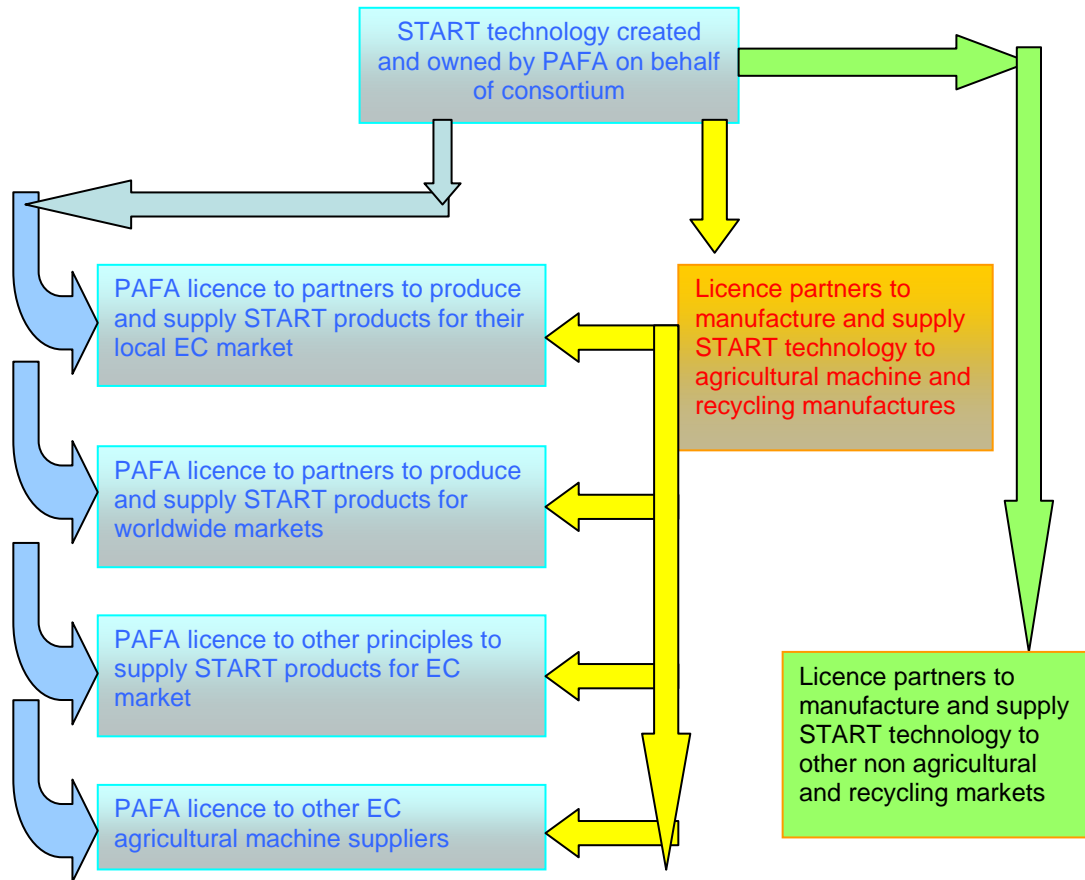 START technology created
and owned by PAFA on behalf
of consortium
PAFA licence to partners to produce
and supply START products for their
local EC market
Licence partners to
manufacture and supply
START technology to
agricultural machine and
recycling manufactures
PAFA licence to partners to produce
and supply START products for
worldwide markets
PAFA licence to other principles to
supply START products for EC
market
Licence partners to
manufacture and supply
START technology to
other non agricultural
and recycling markets
PAFA licence to other EC
agricultural machine suppliers